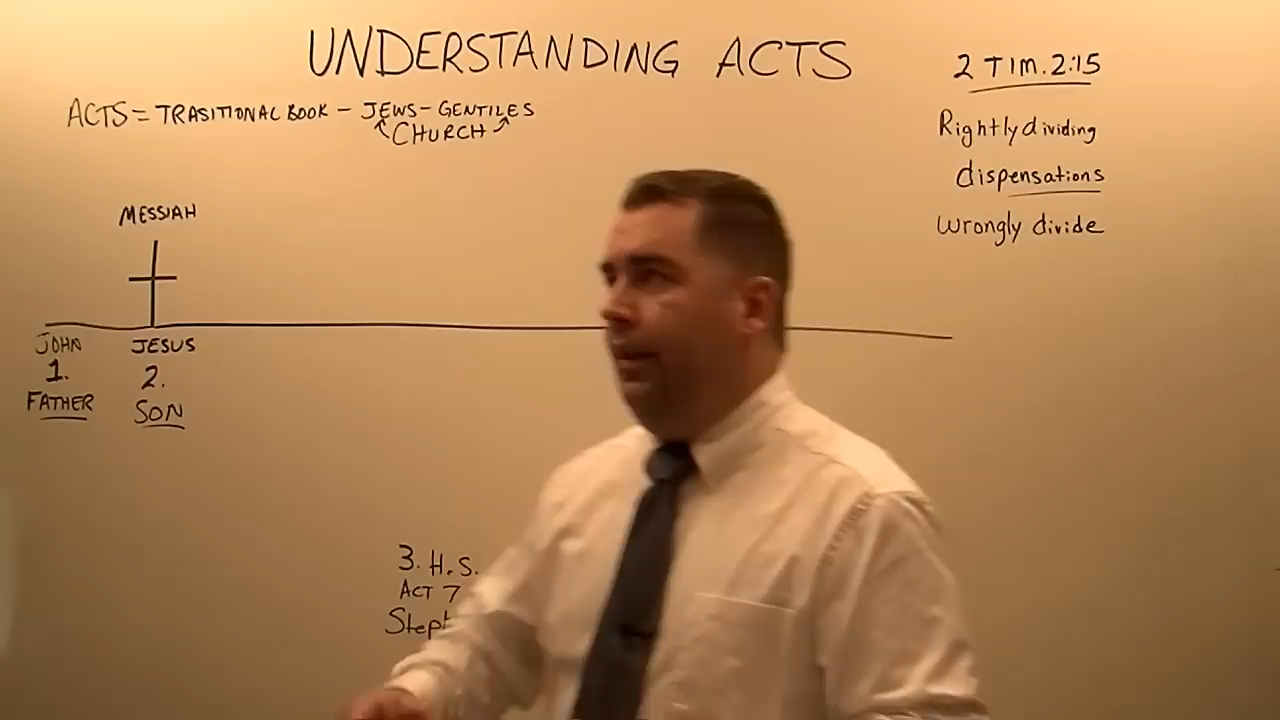 UNDERSTANDING ACTS
ACTS = TRASITIONAL BOOK - JEWS - GENTILES
CHURCH
2 TIM. 2:15
Rightly dividing
dispensations
wrongly divide
MESSIAH
JOHN
1.
FATHER
JESUS
2.
SON
3. H.S.
ACT 7